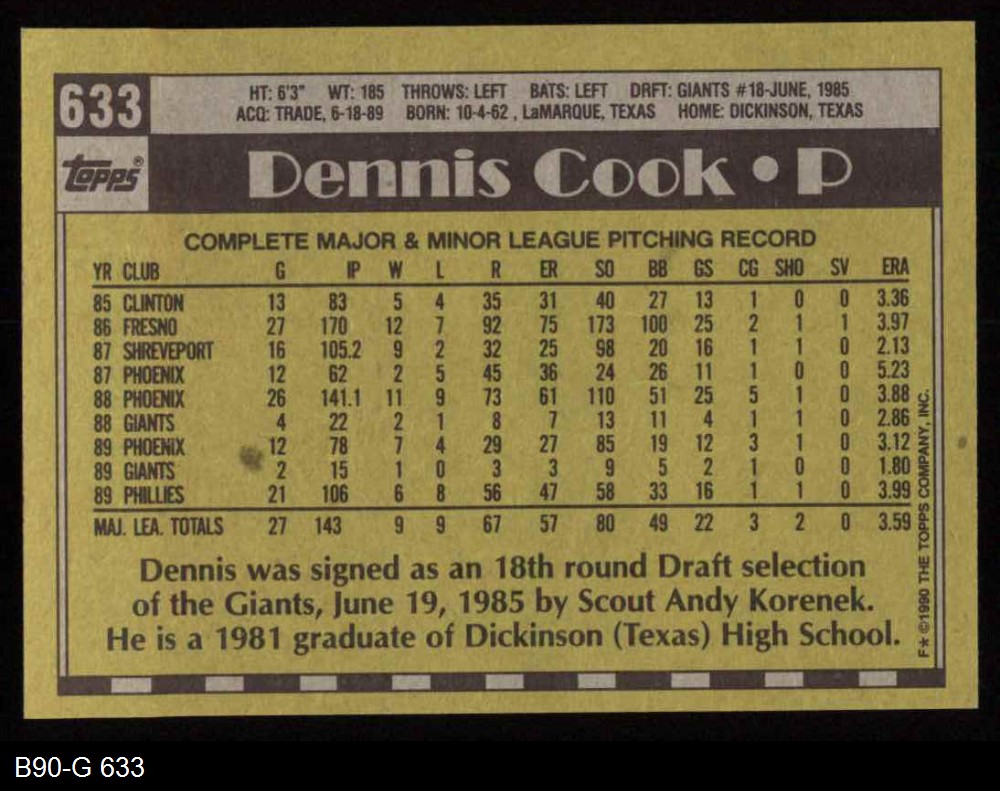 633
HT: 6'3" WT: 185 THROWS: LEFT BATS: LEFT DRFT: GIANTS #18-JUNE, 1985
ACQ: TRADE, 6-18-89 BORN: 10-4-62 , LaMARQUE, TEXAS HOME: DICKINSON, TEXAS
Topps®
Dennis Cook • P
COMPLETE MAJOR & MINOR LEAGUE PITCHING RECORD
YR CLUB G IP W L R ER SO BB GS CG SHO SV ERA
85 CLINTON 13 83 5 4 35 31 40 27 13 1 0 0 3.36
86 FRESNO 27 170 12 7 92 75 173 100 25 2 1 1 3.97
87 SHREVEPORT 16 105.2 9 2 32 25 98 20 16 1 1 0 2.13
87 PHOENIX 12 62 2 5 45 36 24 26 11 1 0 0 5.23
88 PHOENIX 26 141.1 11 9 73 61 110 51 25 5 1 0 3.88
88 GIANTS 4 22 2 1 8 7 13 11 4 1 1 0 2.86
89 PHOENIX 12 78 7 4 29 27 85 19 12 3 1 0 3.12
89 GIANTS 2 15 1 0 3 3 9 5 2 1 0 0 1.80
89 PHILLIES 21 106 6 8 56 47 58 33 16 1 1 0 3.99
MAJ. LEA. TOTALS 27 143 9 9 67 57 80 49 22 3 2 0 3.59
Dennis was signed as an 18th round Draft selection
of the Giants, June 19, 1985 by Scout Andy Korenek.
He is a 1981 graduate of Dickinson (Texas) High School.
F* ©1990 THE TOPPS COMPANY, INC.
B90-G 633